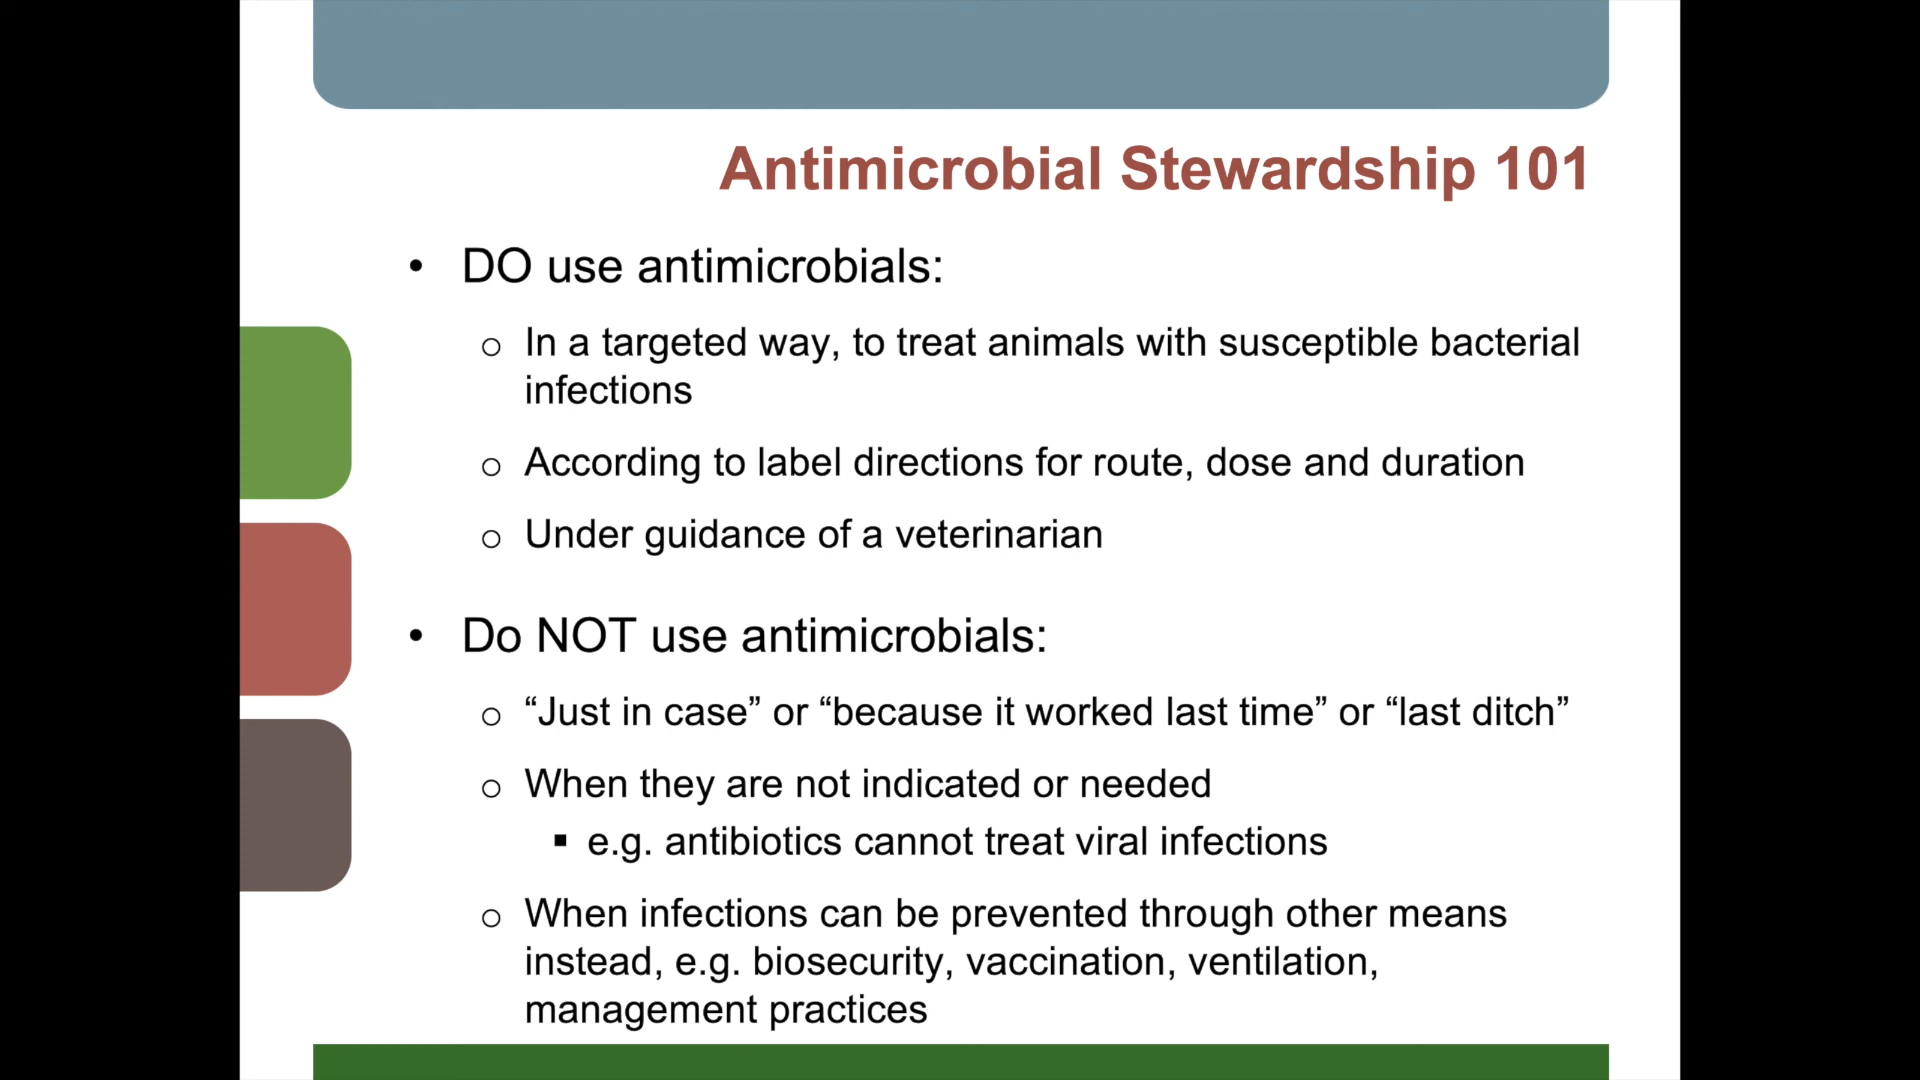 Antimicrobial Stewardship 101
• DO use antimicrobials:
o In a targeted way, to treat animals with susceptible bacterial
infections
o According to label directions for route, dose and duration
o Under guidance of a veterinarian
• Do NOT use antimicrobials:
o “Just in case” or “because it worked last time” or “last ditch”
o When they are not indicated or needed
▪ e.g. antibiotics cannot treat viral infections
o When infections can be prevented through other means
instead, e.g. biosecurity, vaccination, ventilation,
management practices